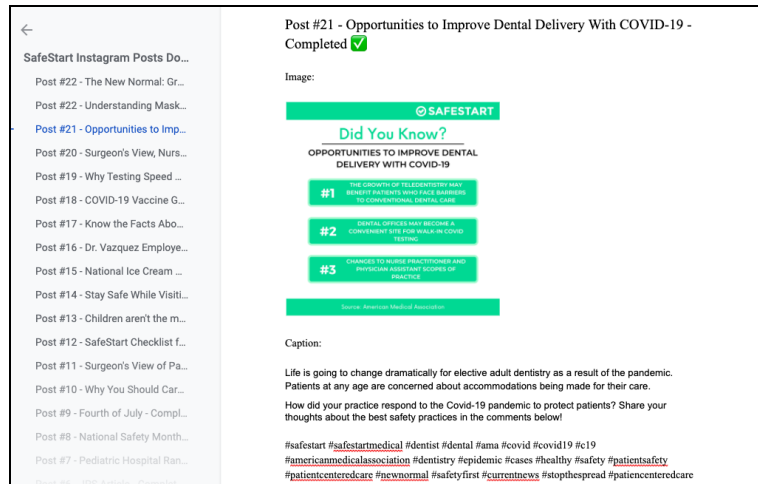 SafeStart Instagram Posts Do...
Post #22 - The New Normal: Gr...
Post #22 - Understanding Mask...
Post #21 - Opportunities to Imp...
Post #20 - Surgeon's View, Nurs...
Post #19 - Why Testing Speed ...
Post #18 - COVID-19 Vaccine G...
Post #17 - Know the Facts Abo...
Post #16 - Dr. Vazquez Employe...
Post #15 - National Ice Cream ...
Post #14 - Stay Safe While Visiti...
Post #13 - Children aren't the m...
Post #12 - SafeStart Checklist f...
Post #11 - Surgeon's View of Pa...
Post #10 - Why You Should Car...
Post #9 - Fourth of July - Compl...
Post #8 - National Safety Month...
Post #7 - Pediatric Hospital Ran...
Post #21 - Opportunities to Improve Dental Delivery With COVID-19 -
Completed ✅
Image:
SAFESTART
Did You Know?
OPPORTUNITIES TO IMPROVE DENTAL
DELIVERY WITH COVID-19
#1
THE GROWTH OF TELEDENTISTRY MAY
BENEFIT PATIENTS WHO FACE BARRIERS
TO CONVENTIONAL DENTAL CARE
#2
DENTAL OFFICES MAY BECOME A
CONVENIENT SITE FOR WALK-IN COVID
TESTING
#3
CHANGES TO NURSE PRACTITIONER AND
PHYSICIAN ASSISTANT SCOPES OF
PRACTICE
Source: American Medical Association
Caption:
Life is going to change dramatically for elective adult dentistry as a result of the pandemic.
Patients at any age are concerned about accommodations being made for their care.
How did your practice respond to the Covid-19 pandemic to protect patients? Share your
thoughts about the best safety practices in the comments below!
#safestart #safestartmedical #dentist #dental #ama #covid #covid19 #c19
#americanmedicalassociation #dentistry #epidemic #cases #healthy #safety #patientsafety
#patientcenteredcare #newnormal #safetyfirst #currentnews #stopthespread #patiencenteredcare